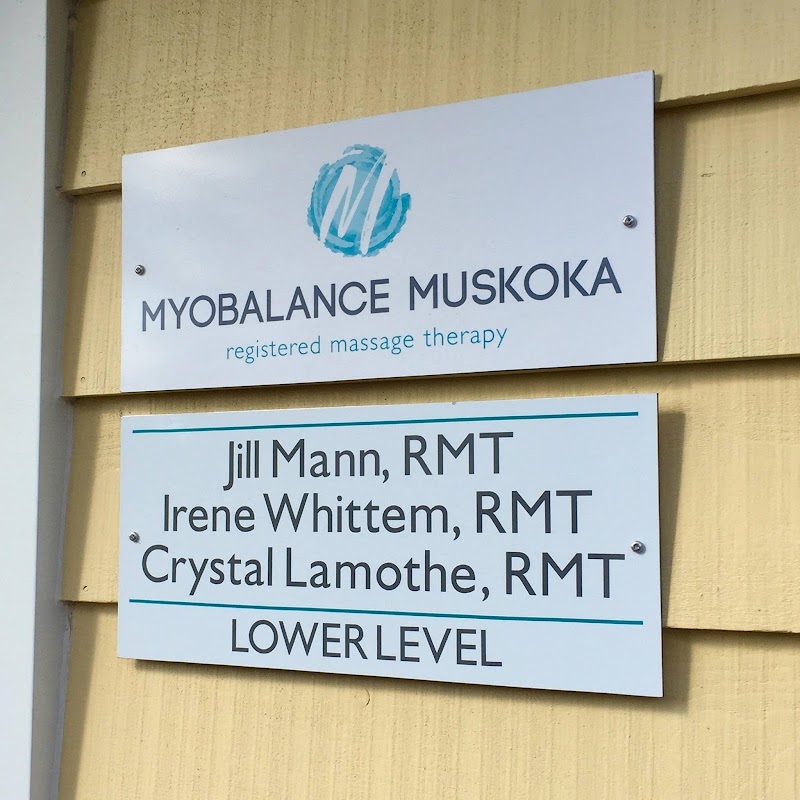 M
MYOBALANCE MUSKOKA
registered massage therapy
Jill Mann, RMT
Irene Whittem, RMT
Crystal Lamothe, RMT
LOWER LEVEL